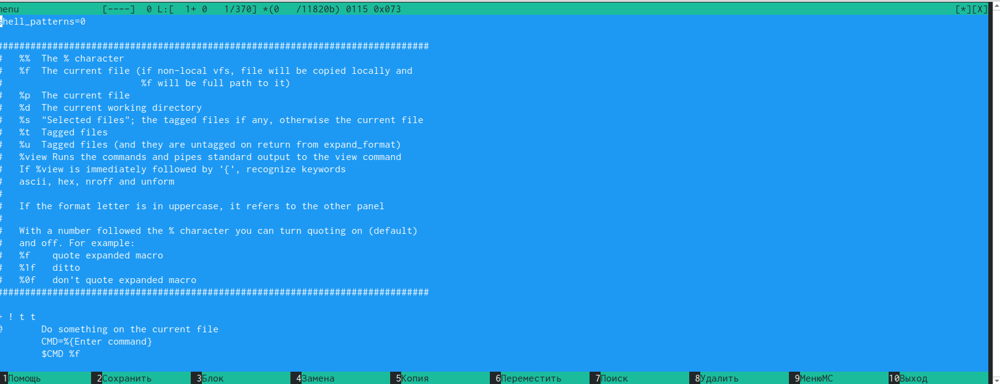 menu [----] 0 L:[ 1+ 0 1/370] *(0 /11820b) 0115 0x073 [*][X]
shell_patterns=0
##############################################################################
# %% The % character
# %f The current file (if non-local vfs, file will be copied locally and
# %f will be full path to it)
# %p The current file
# %d The current working directory
# %s "Selected files"; the tagged files if any, otherwise the current file
# %t Tagged files
# %u Tagged files (and they are untagged on return from expand_format)
# %view Runs the commands and pipes standard output to the view command
# If %view is immediately followed by '{', recognize keywords
# ascii, hex, nroff and unform
#
# If the format letter is in uppercase, it refers to the other panel
#
# With a number followed the % character you can turn quoting on (default)
# and off. For example:
# %f quote expanded macro
# %1f ditto
# %0f don't quote expanded macro
##############################################################################
+ ! t t
@ Do something on the current file
CMD=%{Enter command}
$CMD %f
1Помощь 2Сохранить 3Блок 4Замена 5Копия 6Переместить 7Поиск 8Удалить 9МенюMC 10Выход